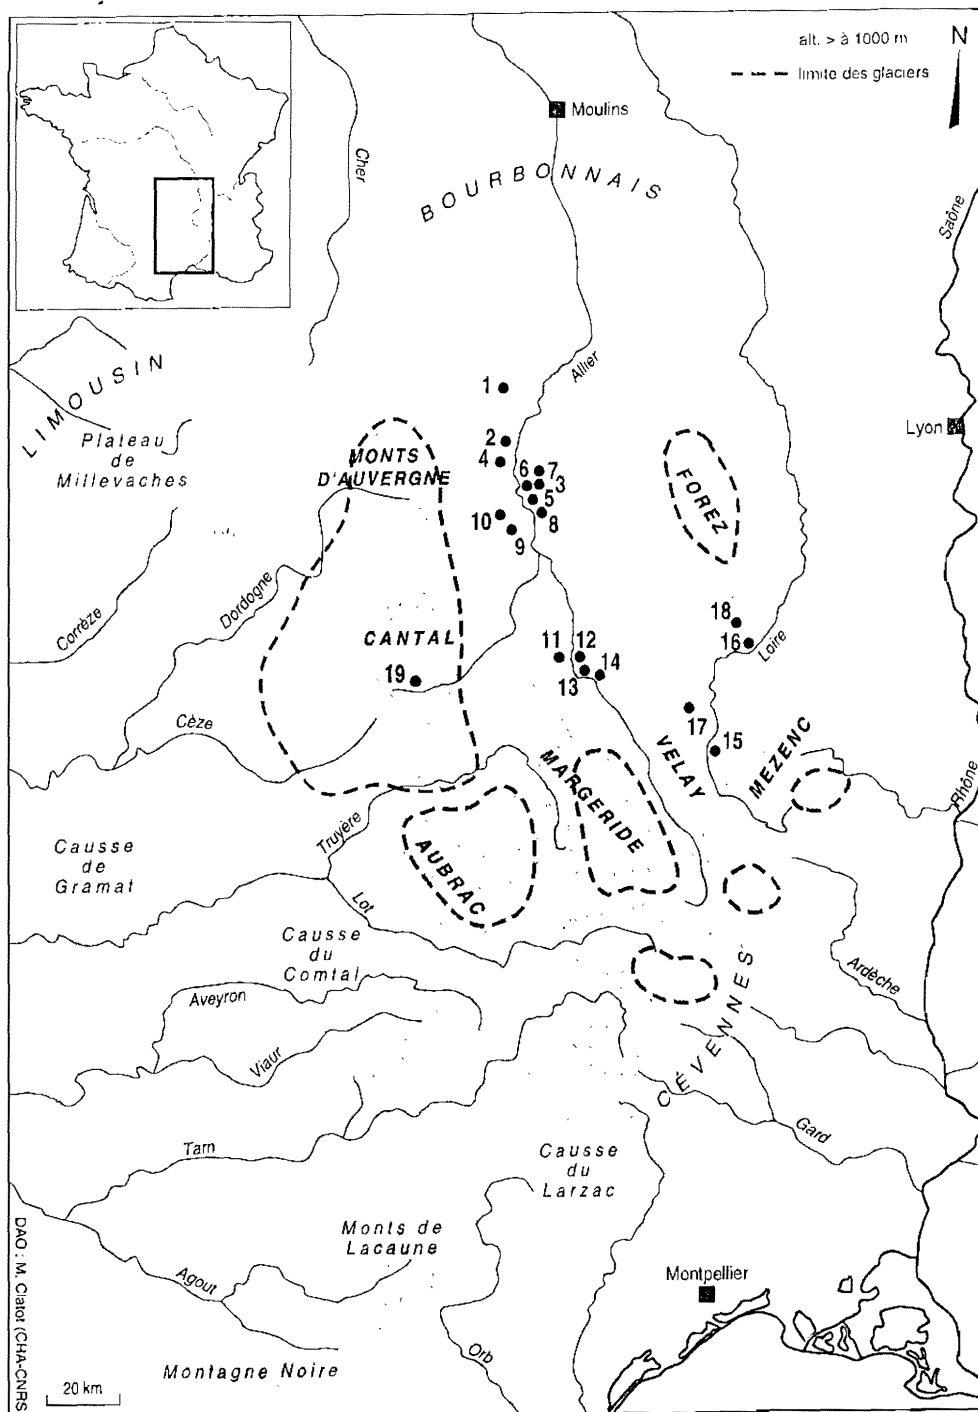 alt. > à 1000 m
N
limite des glaciers
Moulins
BOURBONNAIS
Cher
Saône
Allier
LIMOUSIN
1
Plateau
de
Millevaches
2
4
MONTS
D'AUVERGNE
6
7
3
5
8
10
9
FOREZ
Lyon
Corrèze
Dordogne
CANTAL
19
11
12
13
14
18
16
Loire
17
15
Cèze
VELAY
MEZENC
MARGERIDE
Rhône
Truyère
AUBRAC
Causse
de
Gramat
Lot
Causse
du
Comtal
Aveyron
Ardèche
CÉVENNES
Viaur
Tarn
Gard
Causse
du
Larzac
Monts de
Lacaune
Agout
Montpellier
Orb
Montagne Noire
20 km
DAO : M. Clatot (CHA-CNRS